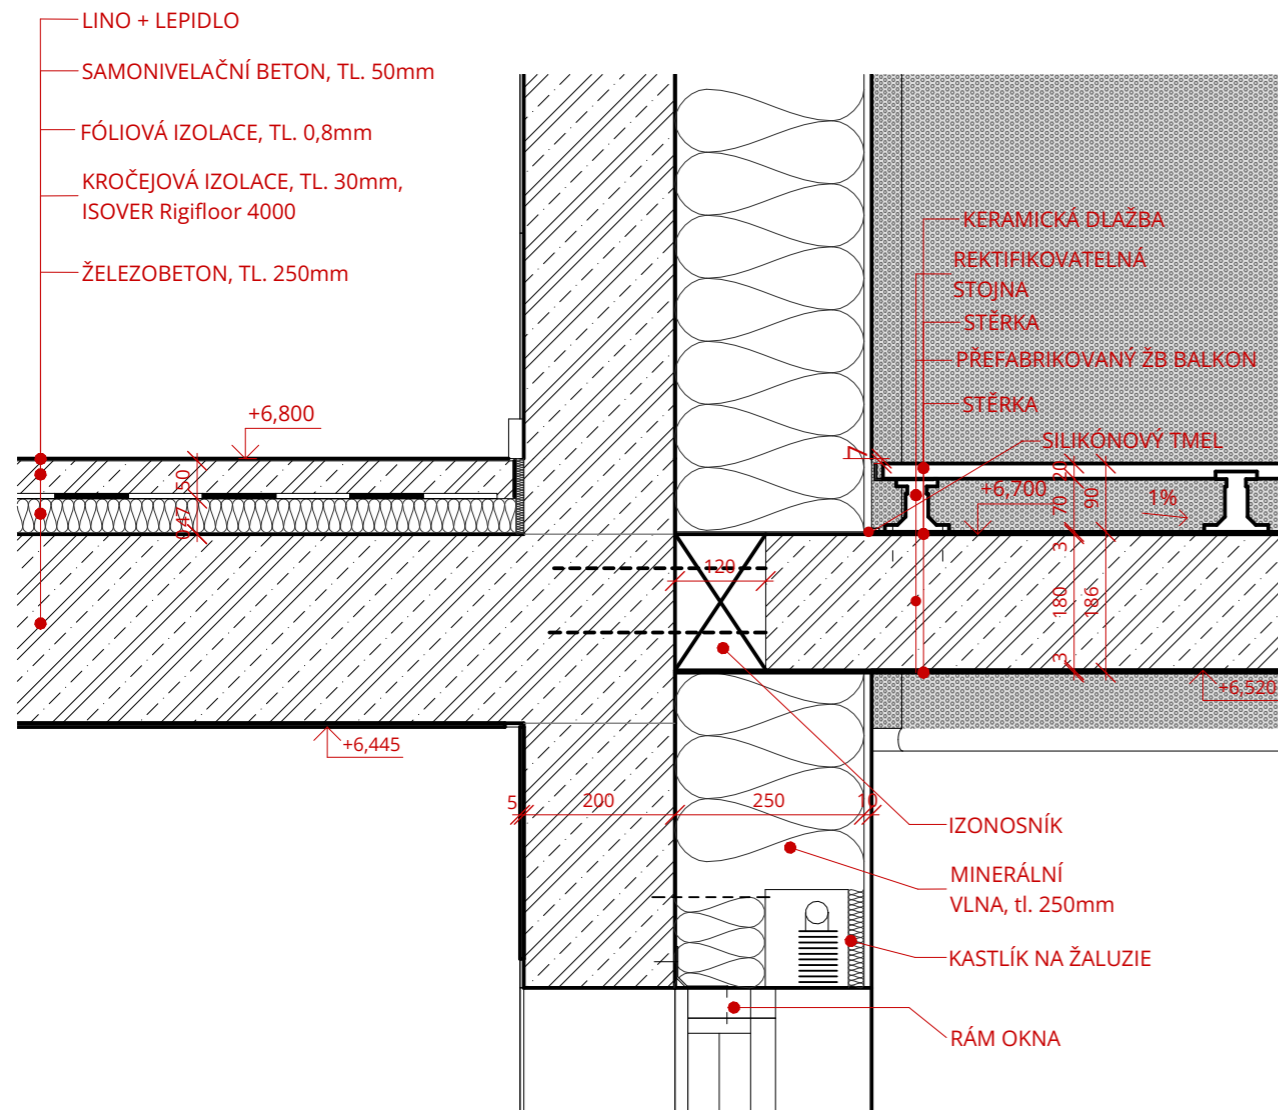 LINO + LEPIDLO
SAMONIVELAČNÍ BETON, TL. 50mm
FÓLIOVÁ IZOLACE, TL. 0,8mm
KROČEJOVÁ IZOLACE, TL. 30mm,
ISOVER Rigifloor 4000
ŽELEZOBETON, TL. 250mm
KERAMICKÁ DLAŽBA
REKTIFIKOVATELNÁ
STOJNA
STĚRKA
PŘEFABRIKOVANÝ ŽB BALKON
STĚRKA
SILIKÓNOVÝ TMEL
+6,800
50
7
20
+6,700
70
90
1%
3
120
180
186
3
+6,520
+6,445
5
200
250
10
IZONOSNÍK
MINERÁLNÍ
VLNA, tl. 250mm
KASTLÍK NA ŽALUZIE
RÁM OKNA